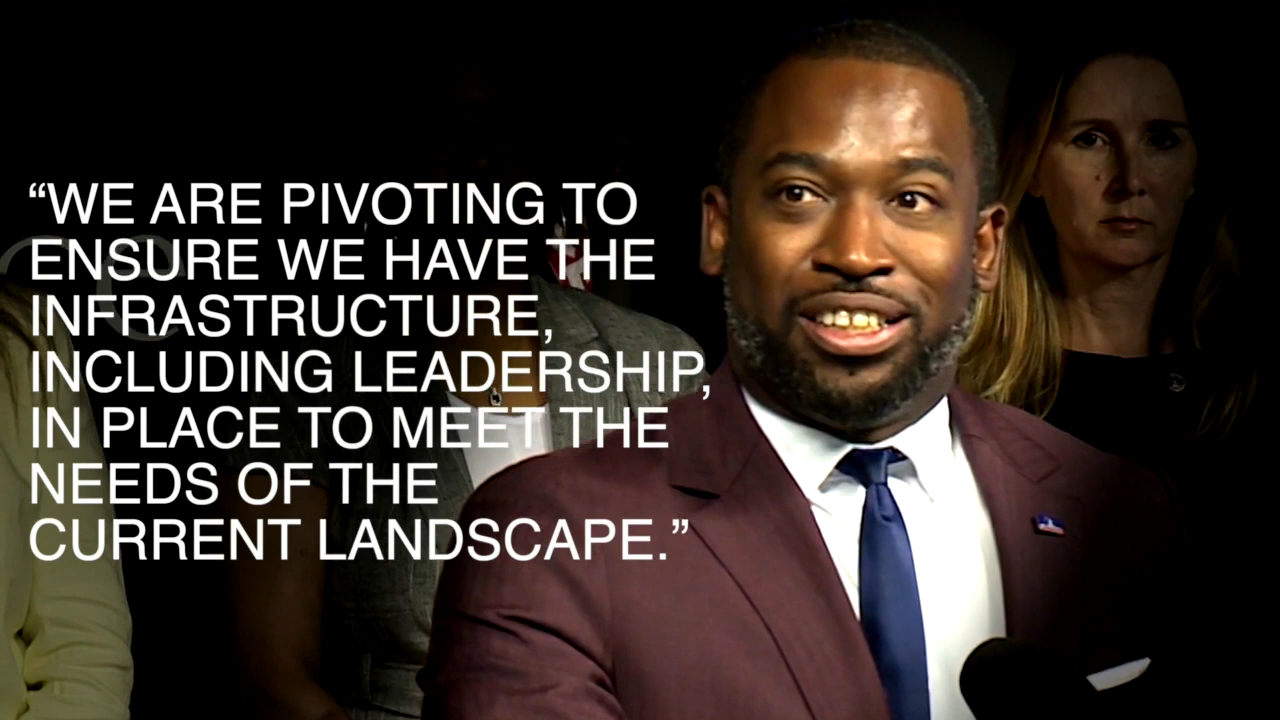 “WE ARE PIVOTING TO
ENSURE WE HAVE THE
INFRASTRUCTURE,
INCLUDING LEADERSHIP,
IN PLACE TO MEET THE
NEEDS OF THE
CURRENT LANDSCAPE.”